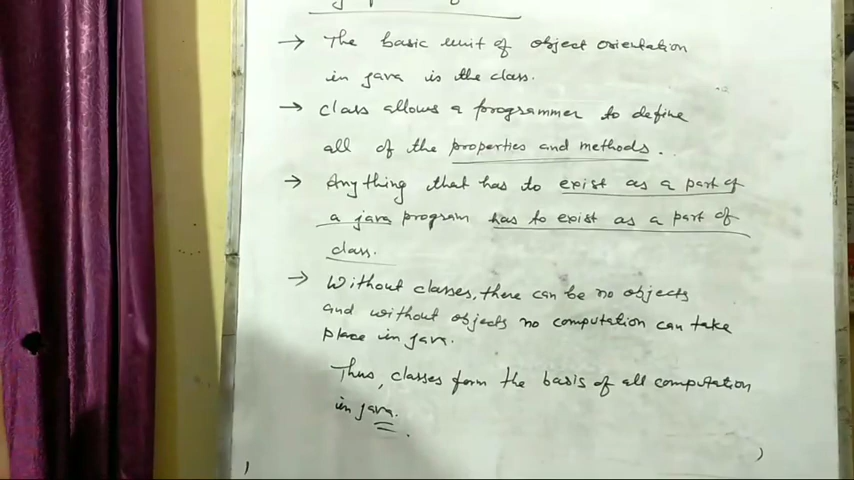 → The basic unit of object orientation
in java is the class.
→ class allows a programmer to define
all of the properties and methods.
→ Anything that has to exist as a part of
a java program has to exist as a part of
class.
→ Without classes, there can be no objects
and without objects no computation can take
place in java.
Thus, classes form the basis of all computation
in java.